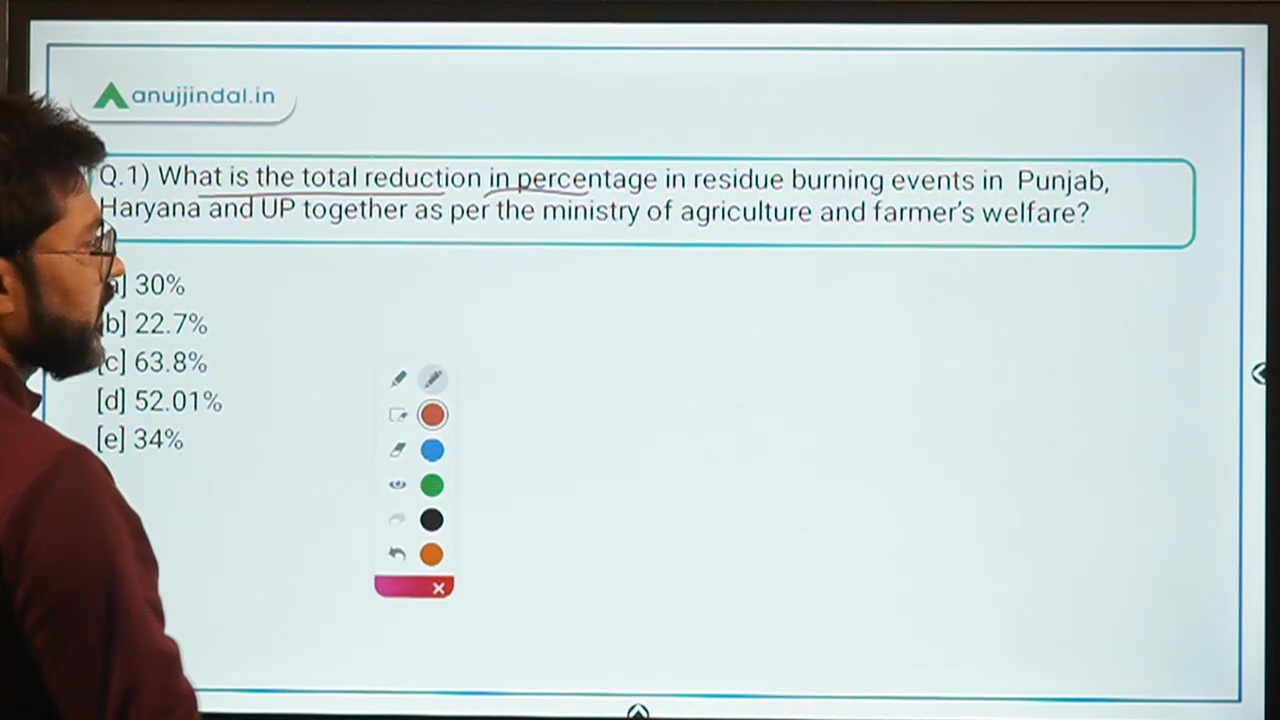 anujjindal.in
Q.1) What is the total reduction in percentage in residue burning events in Punjab,
Haryana and UP together as per the ministry of agriculture and farmer's welfare?
a] 30%
[b] 22.7%
[c] 63.8%
[d] 52.01%
[e] 34%